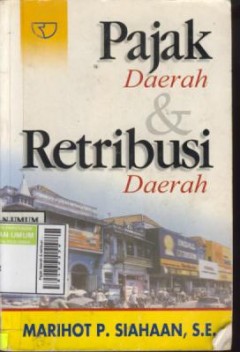 Pajak
Daerah
&
Retribusi
Daerah
MARIHOT P. SIAHAAN, S.E.